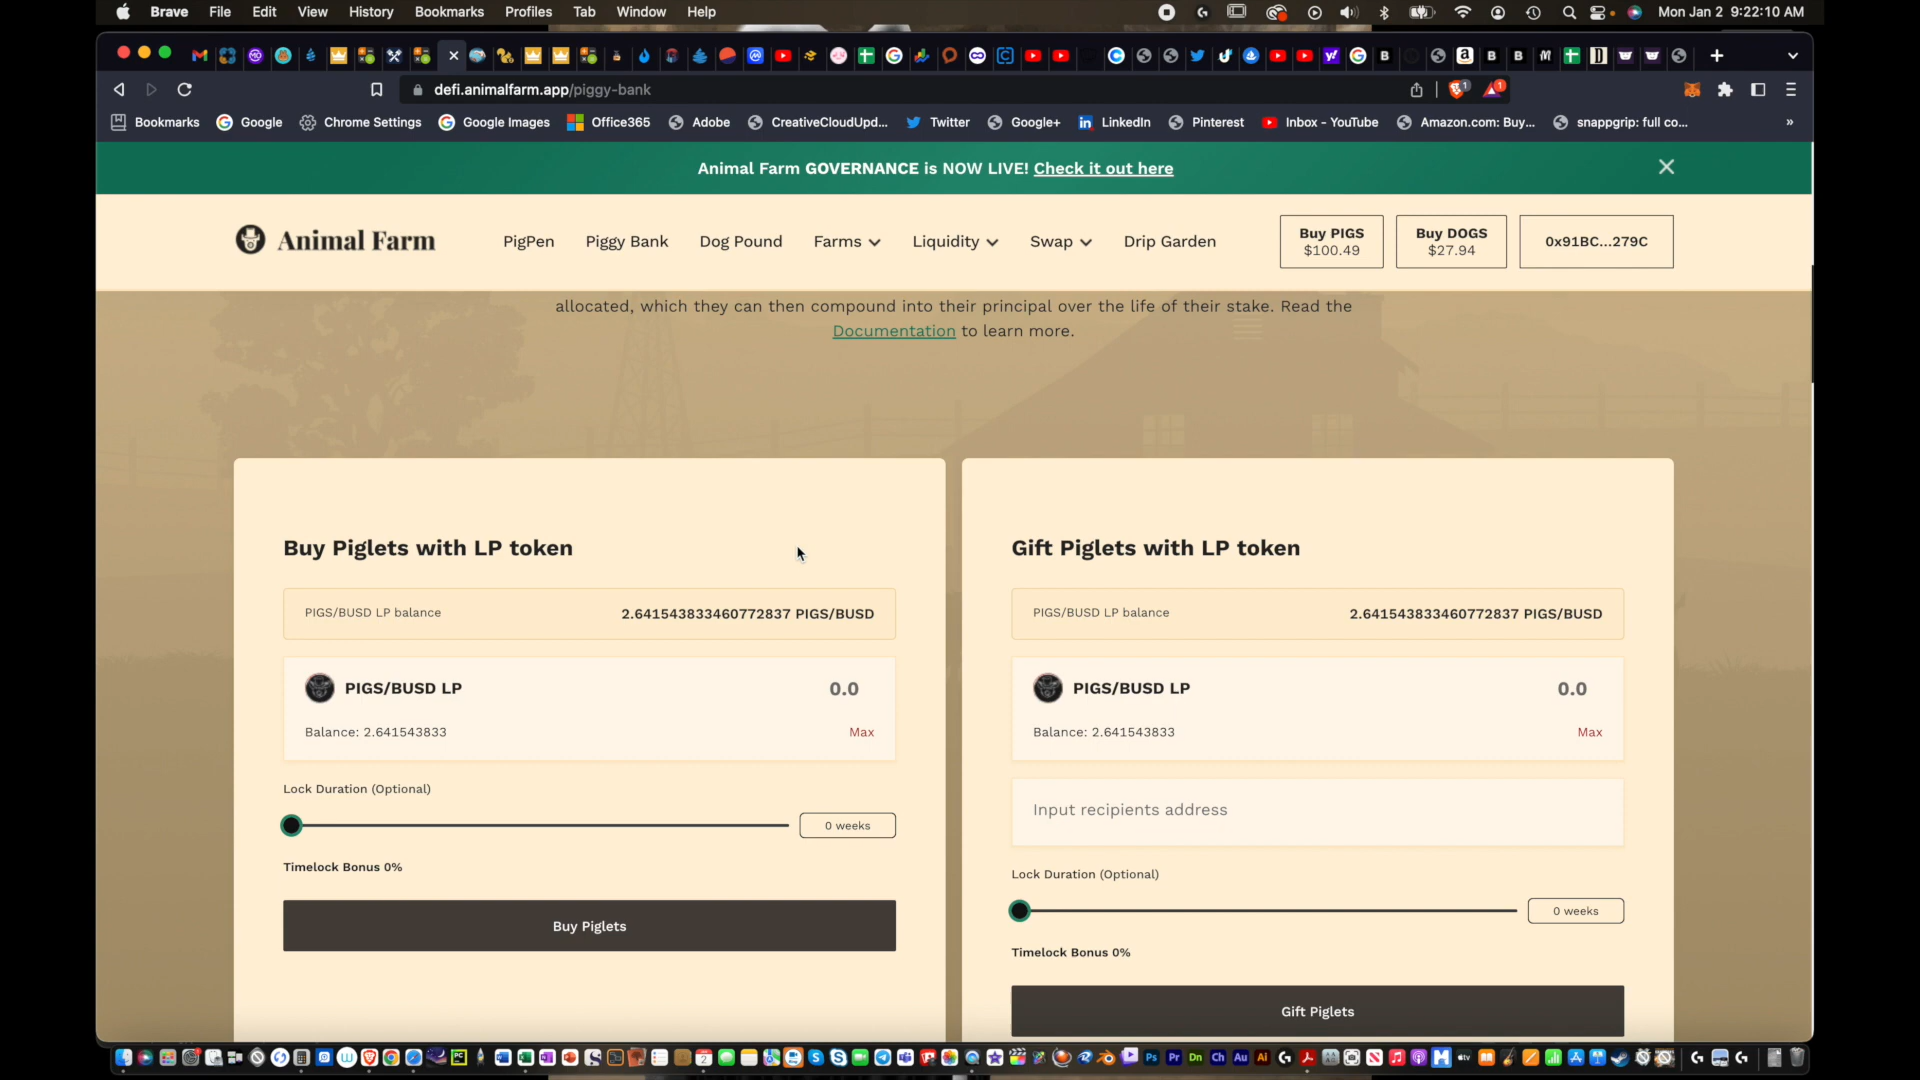 Brave File Edit View History Bookmarks Profiles Tab Window Help Mon Jan 2 9:22:10 AM
defi.animalfarm.app/piggy-bank
Bookmarks Google Chrome Settings Google Images Office365 Adobe CreativeCloudUpd... Twitter Google+ LinkedIn Pinterest Inbox - YouTube Amazon.com: Buy... snappgrip: full co... »
Animal Farm GOVERNANCE is NOW LIVE! Check it out here
Animal Farm PigPen Piggy Bank Dog Pound Farms Liquidity Swap Drip Garden
Buy PIGS
$100.49
Buy DOGS
$27.94
0x91BC...279C
allocated, which they can then compound into their principal over the life of their stake. Read the
Documentation to learn more.
Buy Piglets with LP token
PIGS/BUSD LP balance 2.641543833460772837 PIGS/BUSD
PIGS/BUSD LP 0.0
Balance: 2.641543833 Max
Lock Duration (Optional)
0 weeks
Timelock Bonus 0%
Buy Piglets
Gift Piglets with LP token
PIGS/BUSD LP balance 2.641543833460772837 PIGS/BUSD
PIGS/BUSD LP 0.0
Balance: 2.641543833 Max
Input recipients address
Lock Duration (Optional)
0 weeks
Timelock Bonus 0%
Gift Piglets